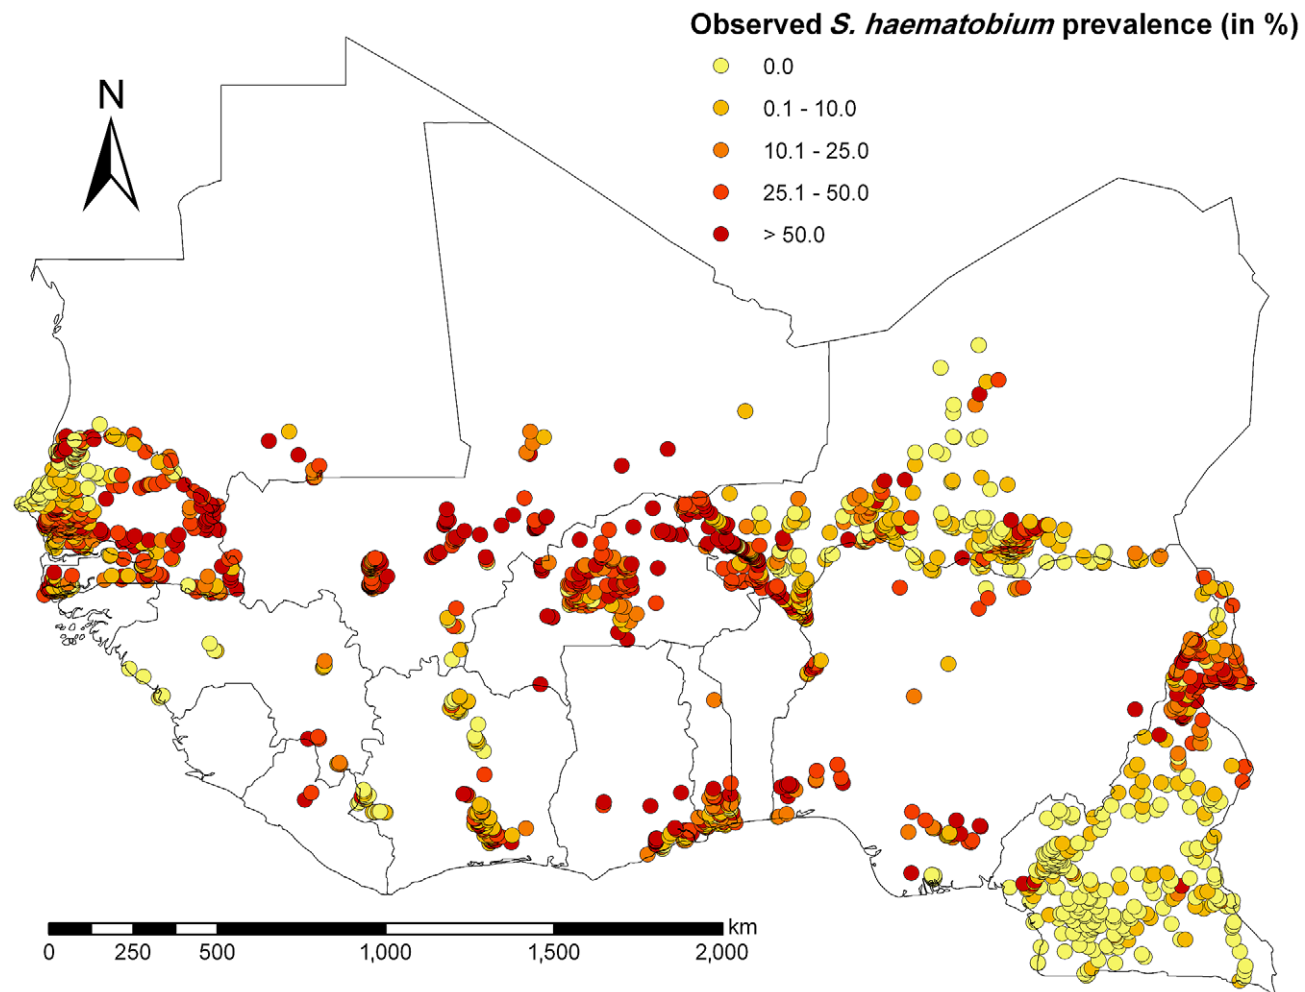 Observed S. haematobium prevalence (in %)
0.0
0.1 - 10.0
10.1 - 25.0
25.1 - 50.0
> 50.0
N
km
0 250 500 1,000 1,500 2,000